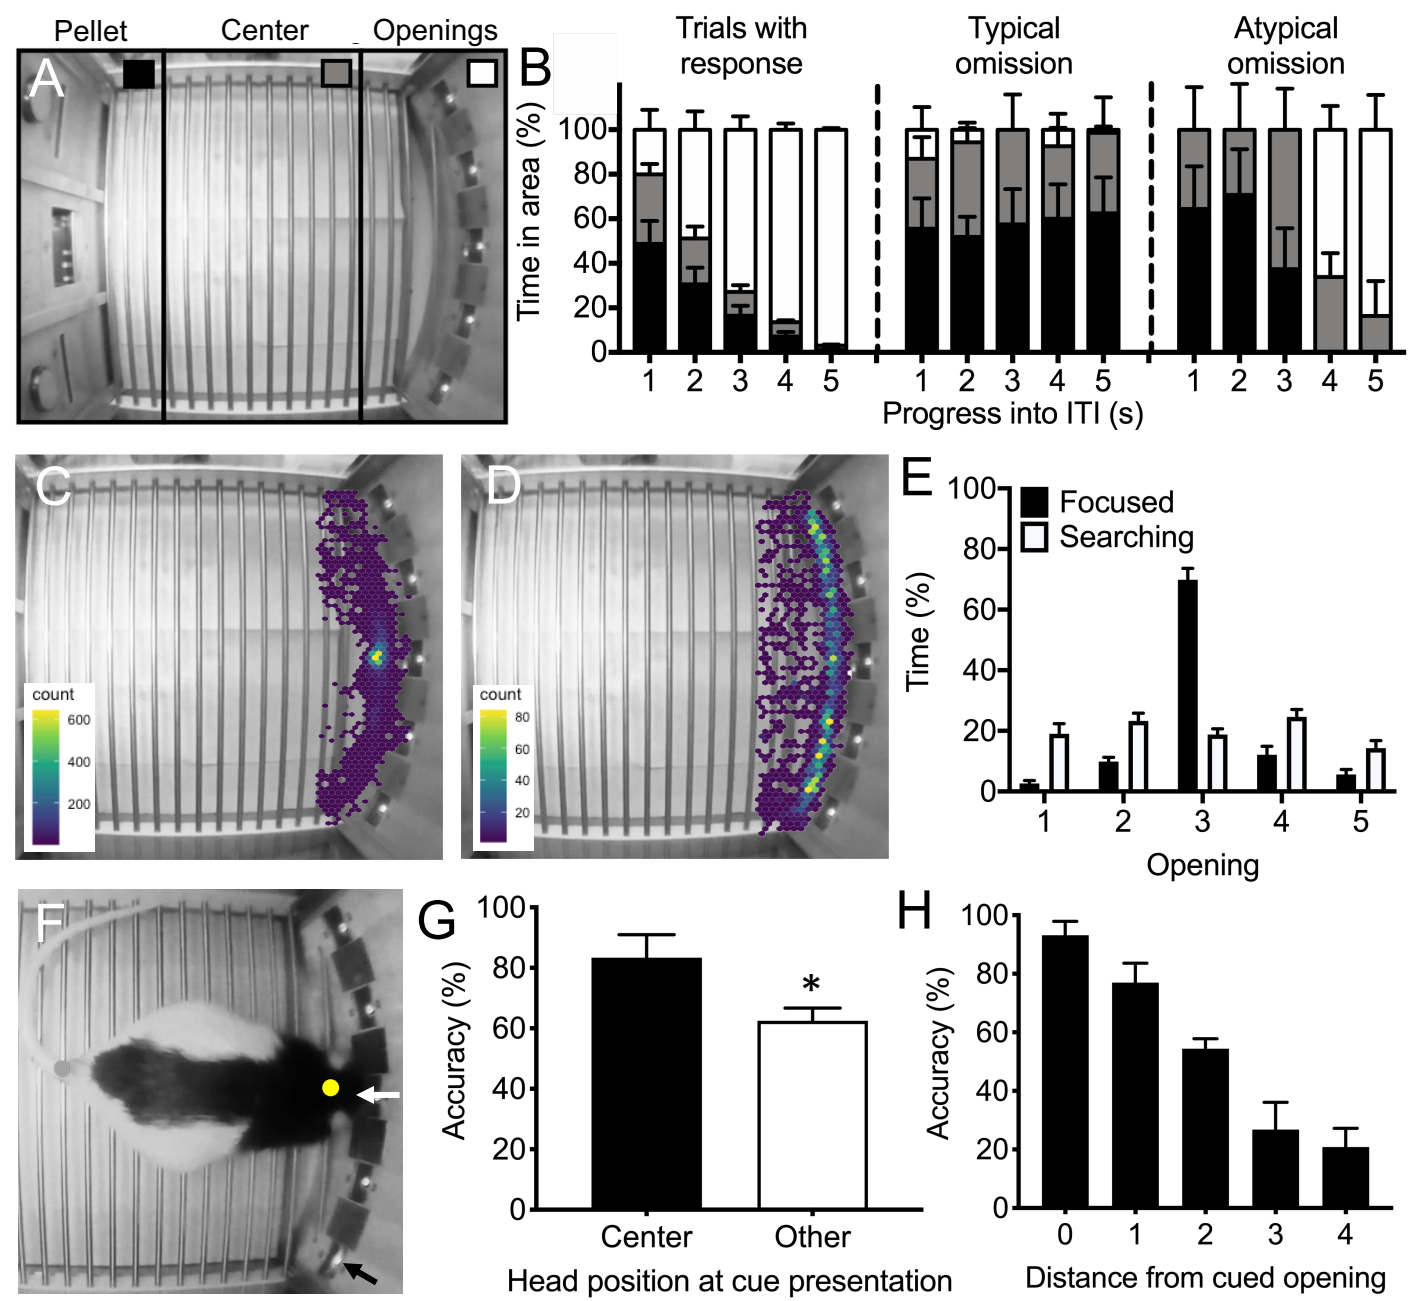 Pellet Center Openings
A
B
Trials with
response
Typical
omission
Atypical
omission
Time in area (%)
100
80
60
40
20
0
1 2 3 4 5 1 2 3 4 5 1 2 3 4 5
Progress into ITI (s)
C
count
600
400
200
D
count
80
60
40
20
E
Focused
Searching
Time (%)
100
80
60
40
20
0
1 2 3 4 5
Opening
F
G
Accuracy (%)
100
80
60
40
20
0
*
Center Other
Head position at cue presentation
H
Accuracy (%)
100
80
60
40
20
0
0 1 2 3 4
Distance from cued opening